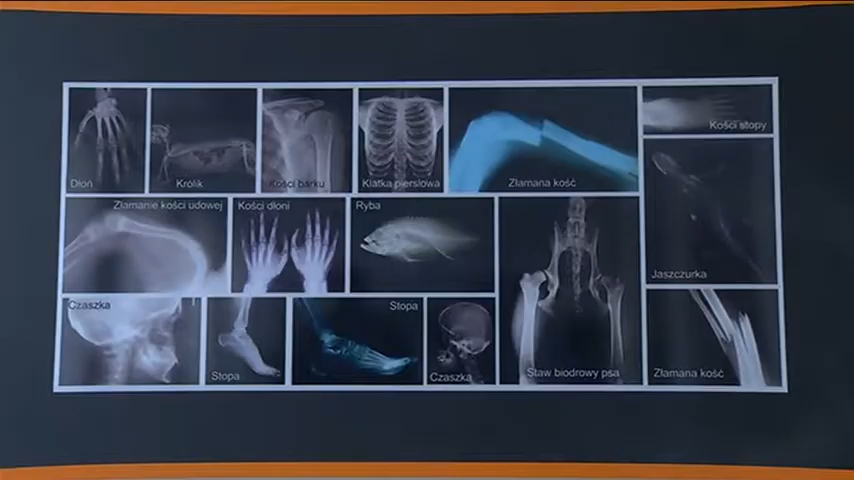 Dłoń
Królik
Kości barku
Klatka piersiowa
Złamana kość
Kości stopy
Złamanie kości udowej
Kości dłoni
Ryba
Jaszczurka
Czaszka
Stopa
Stopa
Czaszka
Staw biodrowy psa
Złamana kość